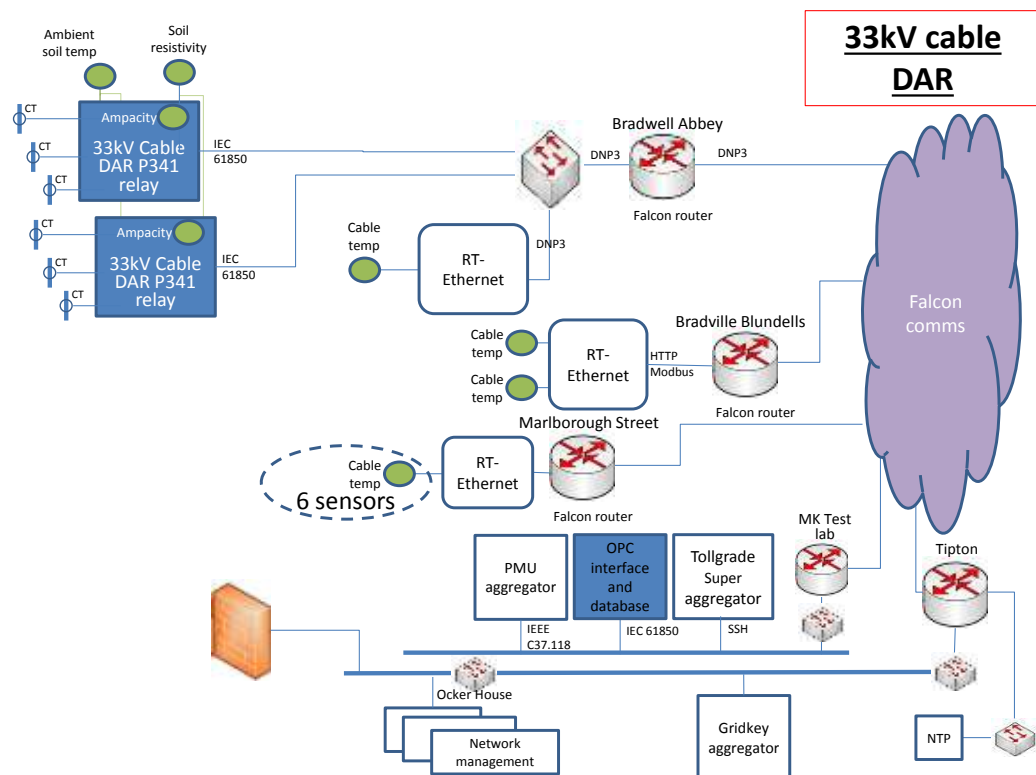 33kV cable
DAR
Ambient
soil temp
Soil
resistivity
CT
CT
CT
Ampacity
33kV Cable
DAR P341
relay
IEC
61850
CT
CT
CT
Ampacity
33kV Cable
DAR P341
relay
IEC
61850
Bradwell Abbey
DNP3
DNP3
Falcon router
Cable
temp
RT-
Ethernet
DNP3
Falcon
comms
Bradville Blundells
Cable
temp
Cable
temp
RT-
Ethernet
HTTP
Modbus
Falcon router
Marlborough Street
Cable
temp
6 sensors
RT-
Ethernet
Falcon router
MK Test
lab
Tipton
PMU
aggregator
OPC
interface
and
database
Tollgrade
Super
aggregator
IEEE
C37.118
IEC 61850
SSH
Ocker House
Network
management
Gridkey
aggregator
NTP